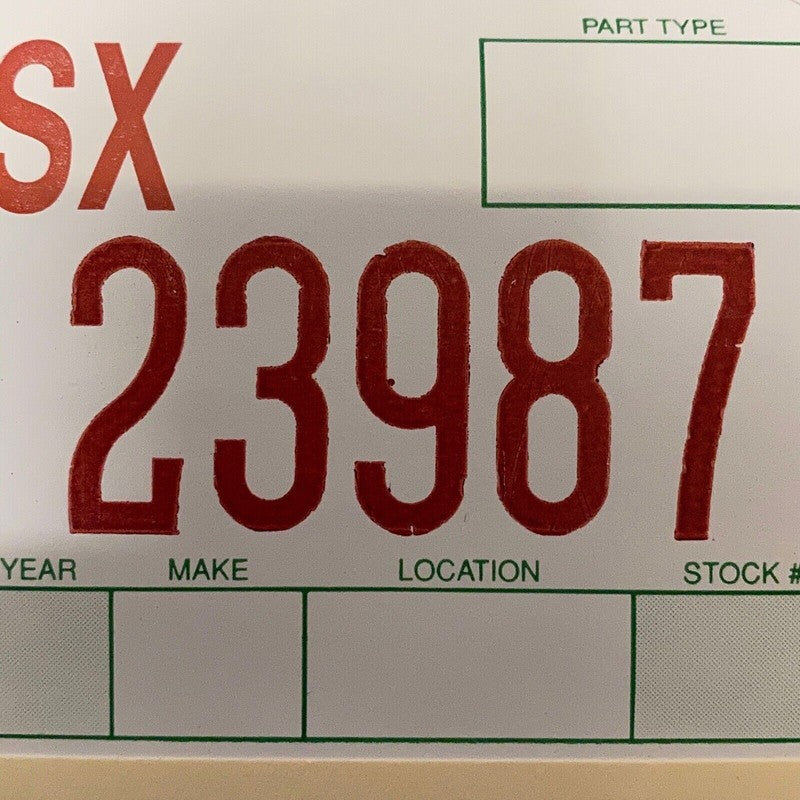 PART TYPE
SX
23987
YEAR MAKE LOCATION STOCK #